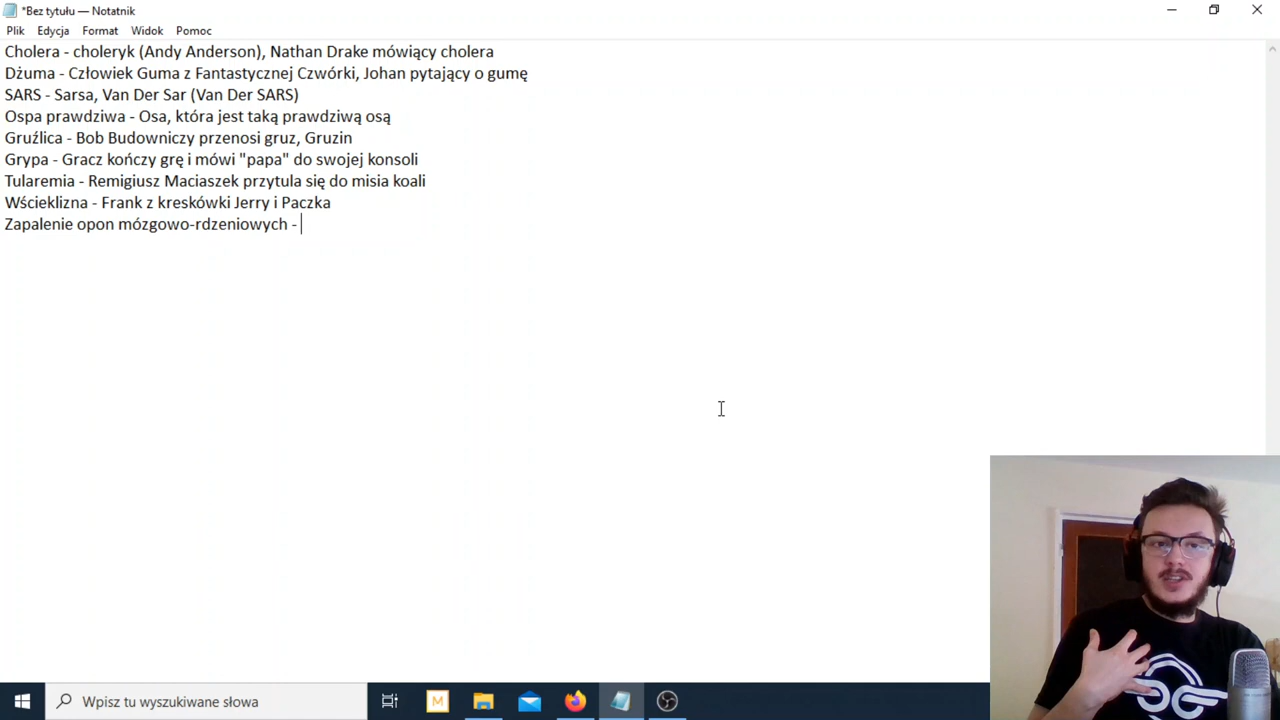 *Bez tytułu — Notatnik
Plik Edycja Format Widok Pomoc
Cholera - choleryk (Andy Anderson), Nathan Drake mówiący cholera
Dżuma - Człowiek Guma z Fantastycznej Czwórki, Johan pytający o gumę
SARS - Sarsa, Van Der Sar (Van Der SARS)
Ospa prawdziwa - Osa, która jest taką prawdziwą osą
Gruźlica - Bob Budowniczy przenosi gruz, Gruzin
Grypa - Gracz kończy grę i mówi "papa" do swojej konsoli
Tularemia - Remigiusz Maciaszek przytula się do misia koali
Wścieklizna - Frank z kreskówki Jerry i Paczka
Zapalenie opon mózgowo-rdzeniowych -
M
Wpisz tu wyszukiwane słowa